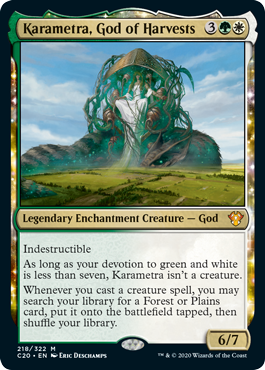 Karametra, God of Harvests 3
Legendary Enchantment Creature — God
Indestructible
As long as your devotion to green and white
is less than seven, Karametra isn't a creature.
Whenever you cast a creature spell, you may
search your library for a Forest or Plains
card, put it onto the battlefield tapped, then
shuffle your library.
6/7
218/322 M
C20 • EN Eric Deschamps
™ & © 2020 Wizards of the Coast